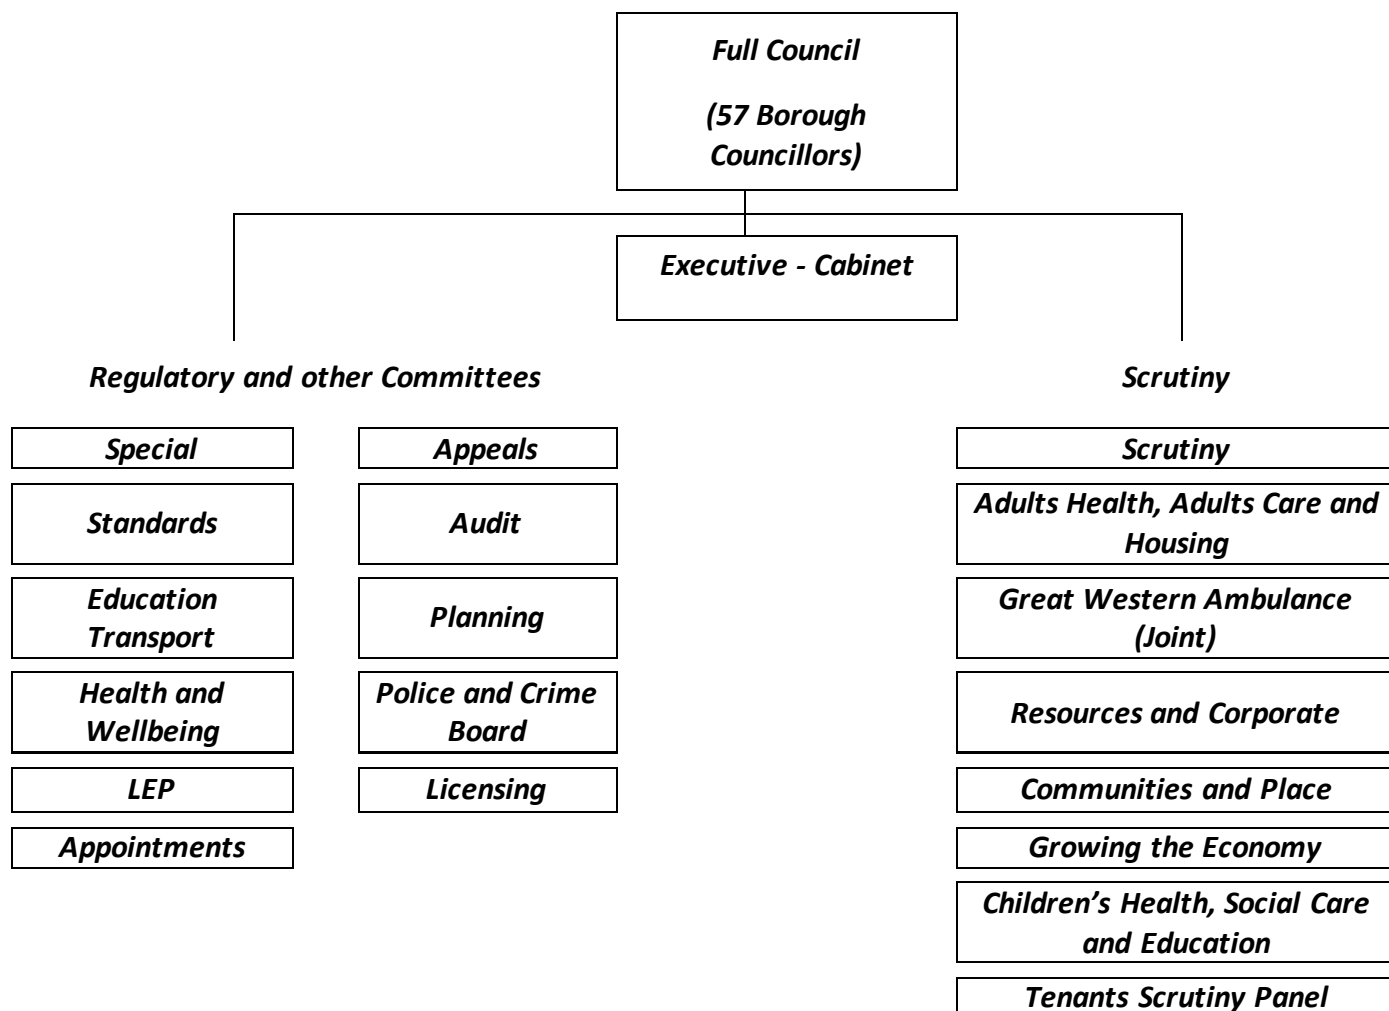 Full Council
(57 Borough
Councillors)
Executive - Cabinet
Regulatory and other Committees
Special
Standards
Education
Transport
Health and
Wellbeing
LEP
Appointments
Appeals
Audit
Planning
Police and Crime
Board
Licensing
Scrutiny
Scrutiny
Adults Health, Adults Care and
Housing
Great Western Ambulance
(Joint)
Resources and Corporate
Communities and Place
Growing the Economy
Children’s Health, Social Care
and Education
Tenants Scrutiny Panel